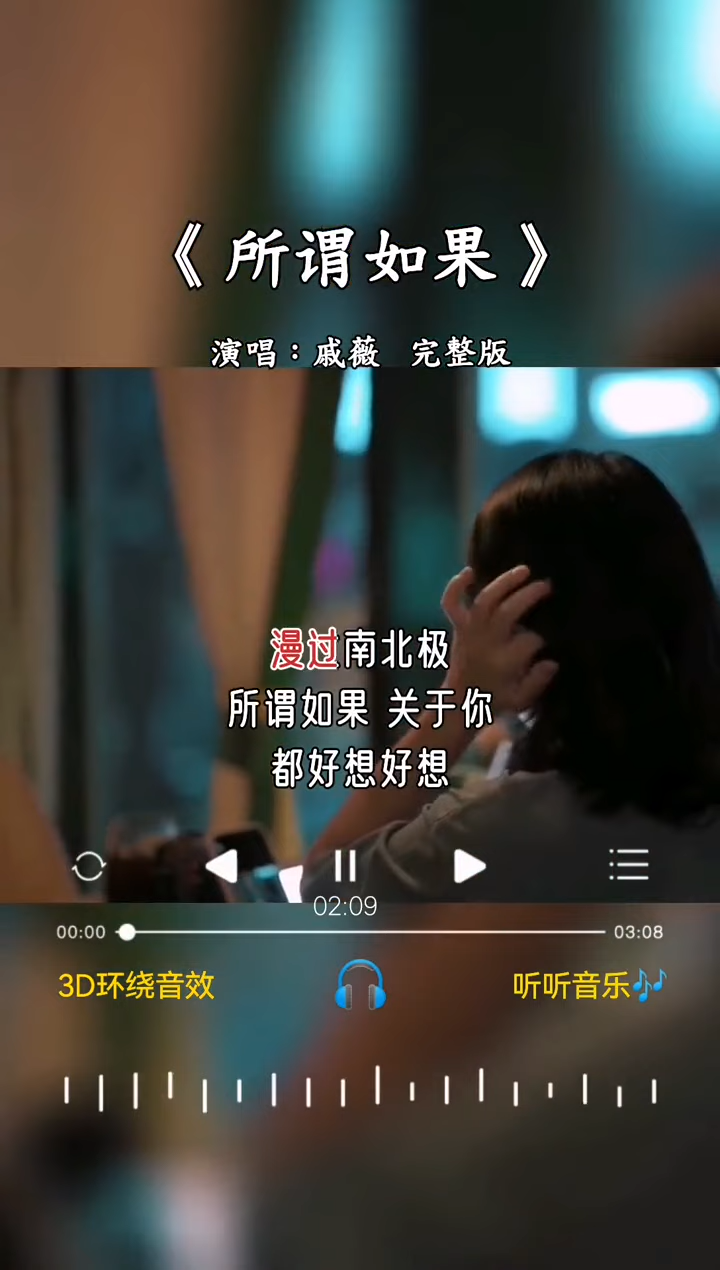 《所谓如果》
演唱：戚薇 完整版
漫过南北极
所谓如果 关于你
都好想好想
02:09
00:00 03:08
3D环绕音效 听听音乐